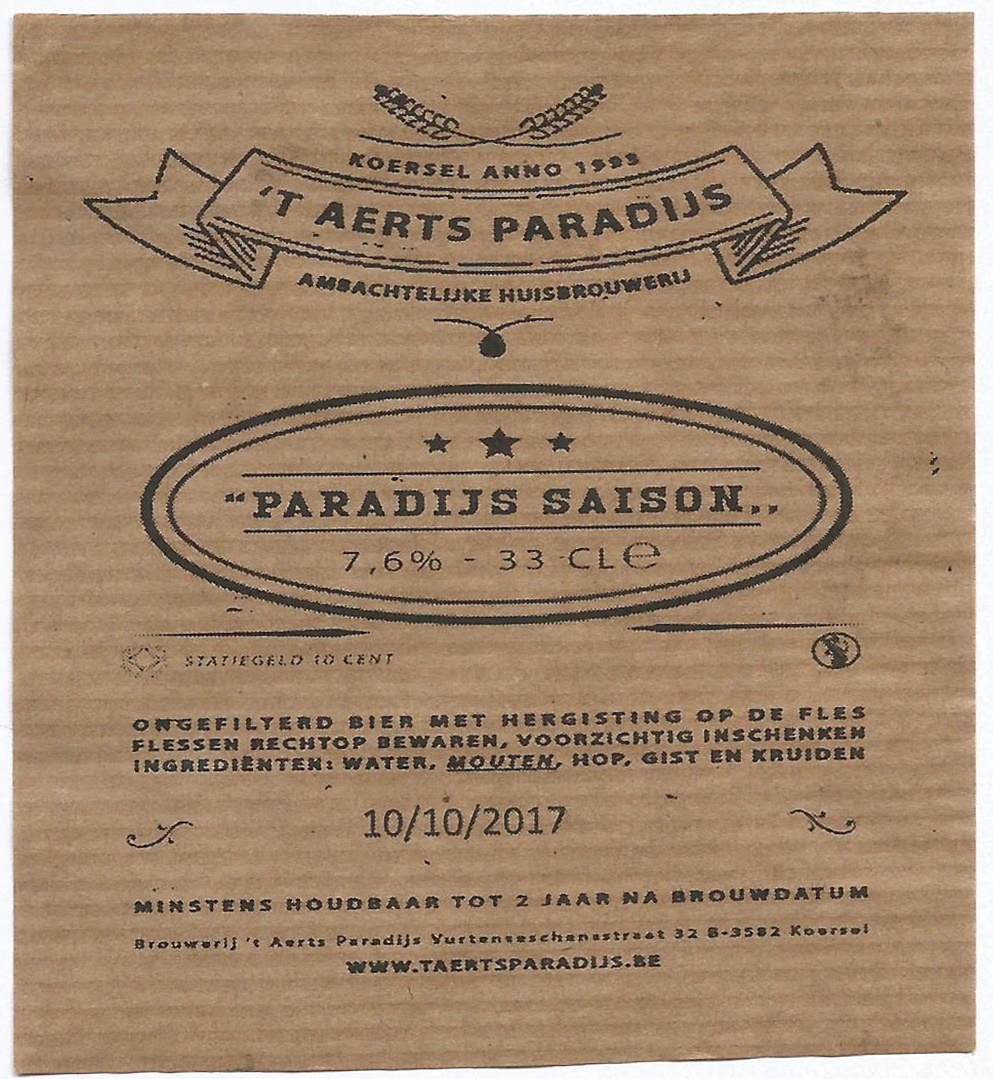 KOERSEL ANNO 1993
'T AERTS PARADIJS
AMBACHTELIJKE HUISBROUWERIJ
“PARADIJS SAISON„
7,6% - 33 CL ℮
STATIEGELD 10 CENT
ONGEFILTERD BIER MET HERGISTING OP DE FLES
FLESSEN RECHTOP BEWAREN, VOORZICHTIG INSCHENKEN
INGREDIËNTEN: WATER, MOUTEN, HOP, GIST EN KRUIDEN
10/10/2017
MINSTENS HOUDBAAR TOT 2 JAAR NA BROUWDATUM
Brouwerij 't Aerts Paradijs 32 B-3582 Koersel
WWW.TAERTSPARADIJS.BE